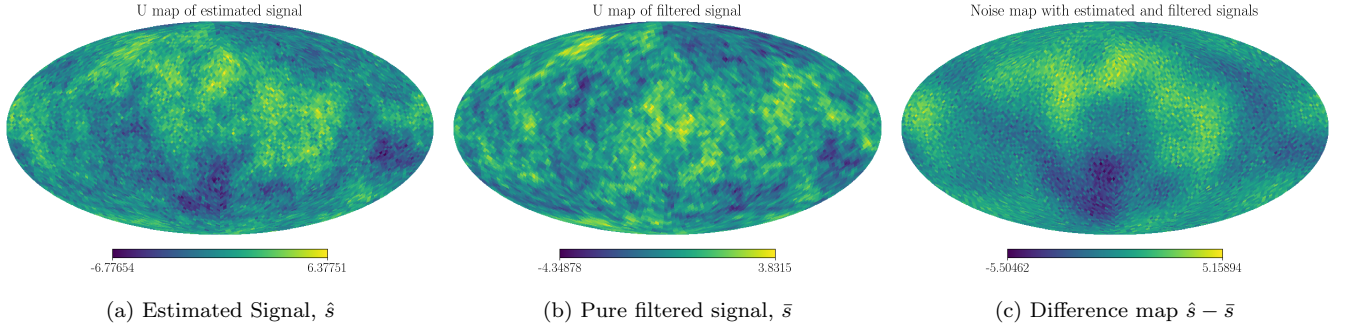 U map of estimated signal
U map of filtered signal
Noise map with estimated and filtered signals
-6.77654 6.37751
-4.34878 3.8315
-5.50462 5.15894
(a) Estimated Signal, ŝ
(b) Pure filtered signal, s̄
(c) Difference map ŝ − s̄